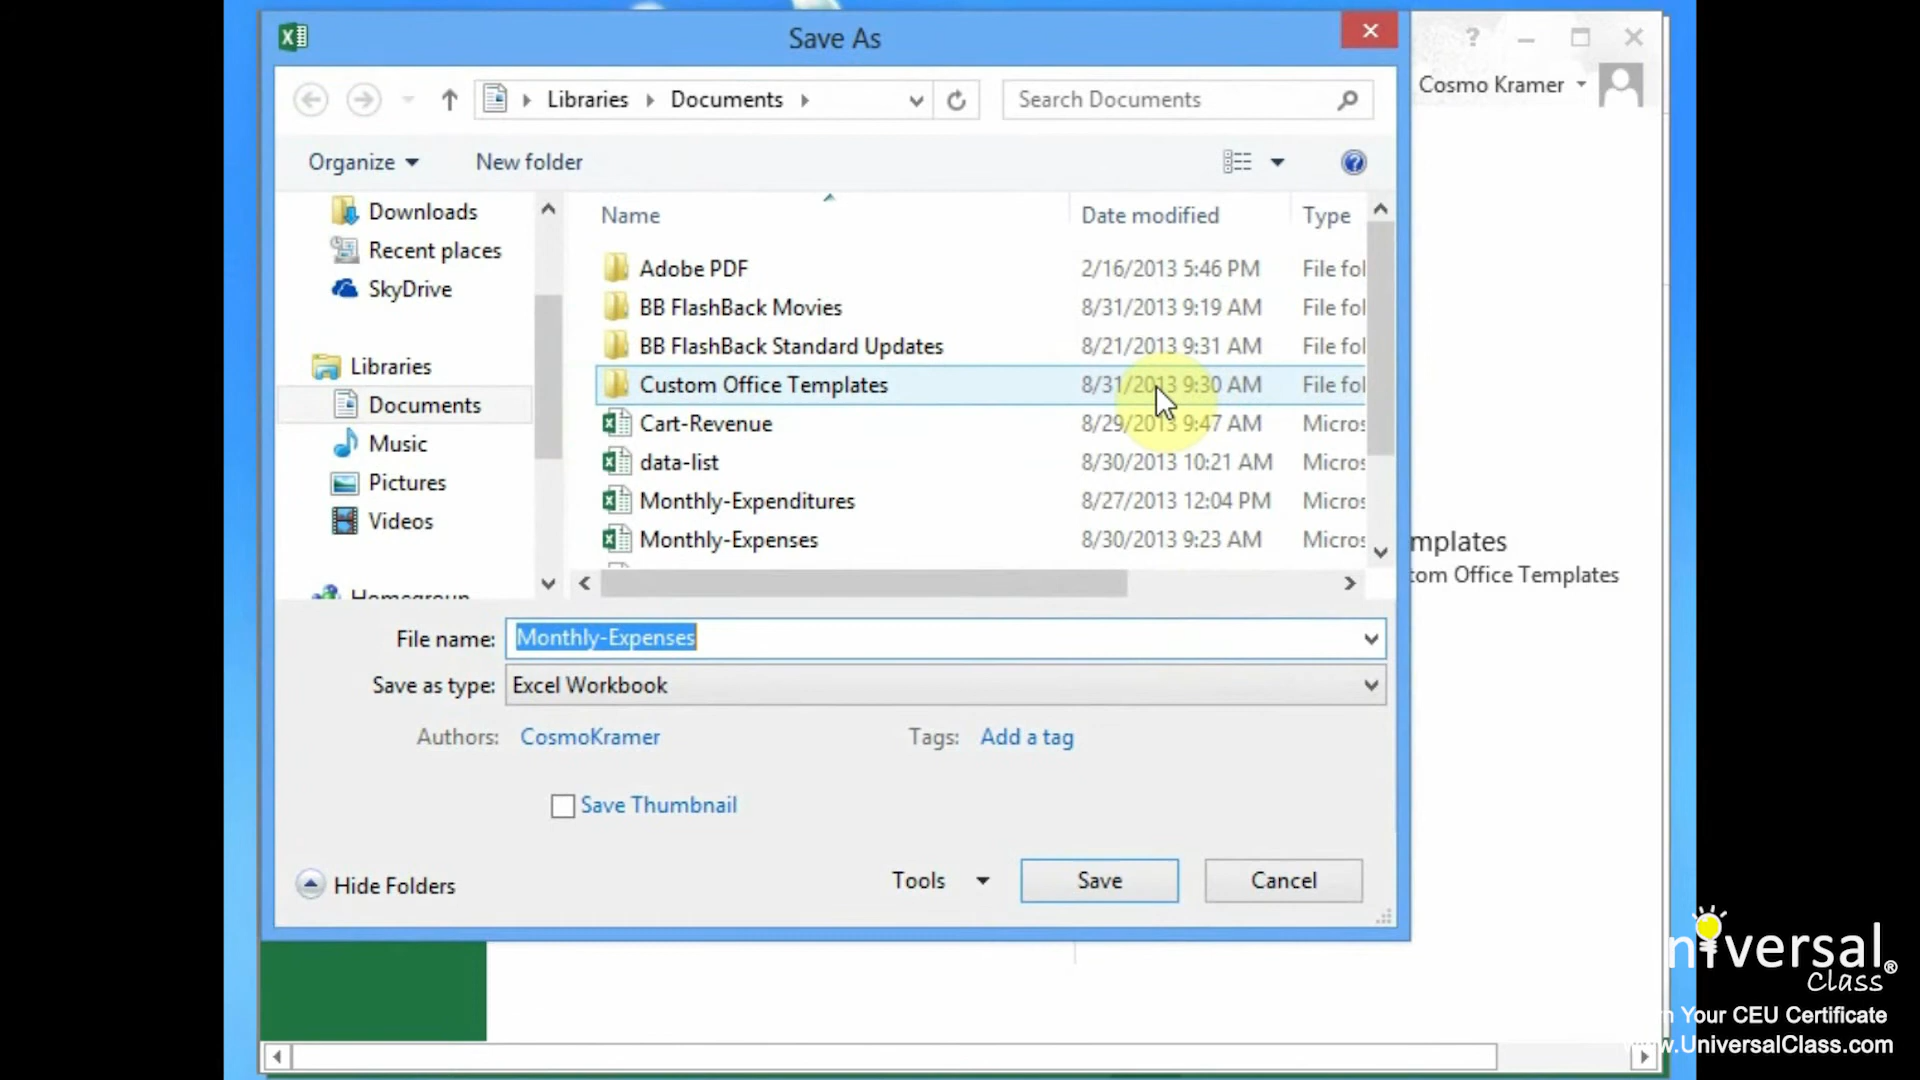 Save As
?
Libraries Documents
Search Documents
Cosmo Kramer
Organize
New folder
?
Downloads
Recent places
SkyDrive
Libraries
Documents
Music
Pictures
Videos
Homegroup
Name Date modified Type
Adobe PDF 2/16/2013 5:46 PM File fol
BB FlashBack Movies 8/31/2013 9:19 AM File fol
BB FlashBack Standard Updates 8/21/2013 9:31 AM File fol
Custom Office Templates 8/31/2013 9:30 AM File fol
Cart-Revenue 8/29/2013 9:47 AM Micros
data-list 8/30/2013 10:21 AM Micros
Monthly-Expenditures 8/27/2013 12:04 PM Micros
Monthly-Expenses 8/30/2013 9:23 AM Micros
mplates
tom Office Templates
File name: Monthly-Expenses
Save as type: Excel Workbook
Authors: CosmoKramer Tags: Add a tag
Save Thumbnail
Hide Folders
Tools
Save
Cancel
universal
Class®
n Your CEU Certificate
www.UniversalClass.com